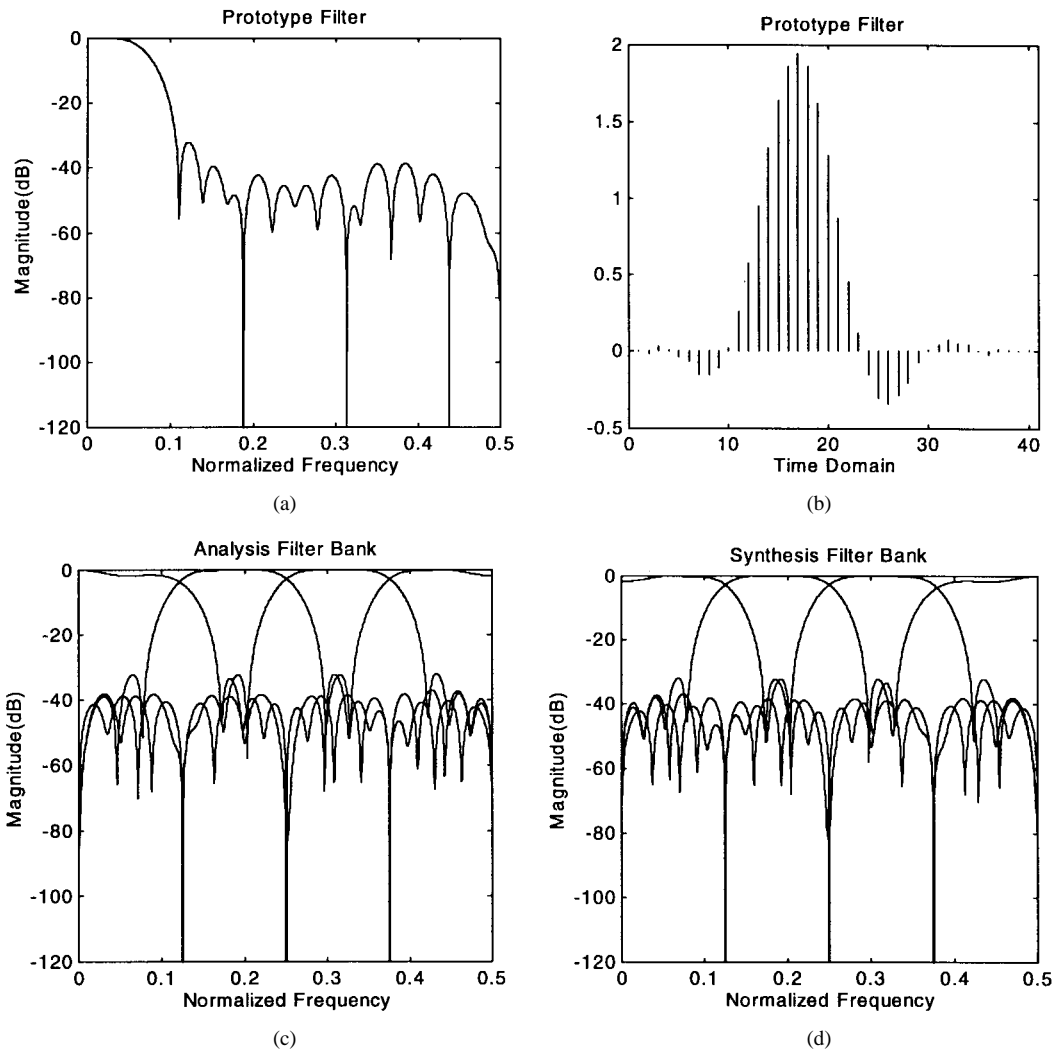 Prototype Filter
0
-20
-40
-60
-80
-100
-120
Magnitude(dB)
0 0.1 0.2 0.3 0.4 0.5
Normalized Frequency
(a)
Prototype Filter
2
1.5
1
0.5
0
-0.5
0 10 20 30 40
Time Domain
(b)
Analysis Filter Bank
0
-20
-40
-60
-80
-100
-120
Magnitude(dB)
0 0.1 0.2 0.3 0.4 0.5
Normalized Frequency
(c)
Synthesis Filter Bank
0
-20
-40
-60
-80
-100
-120
Magnitude(dB)
0 0.1 0.2 0.3 0.4 0.5
Normalized Frequency
(d)